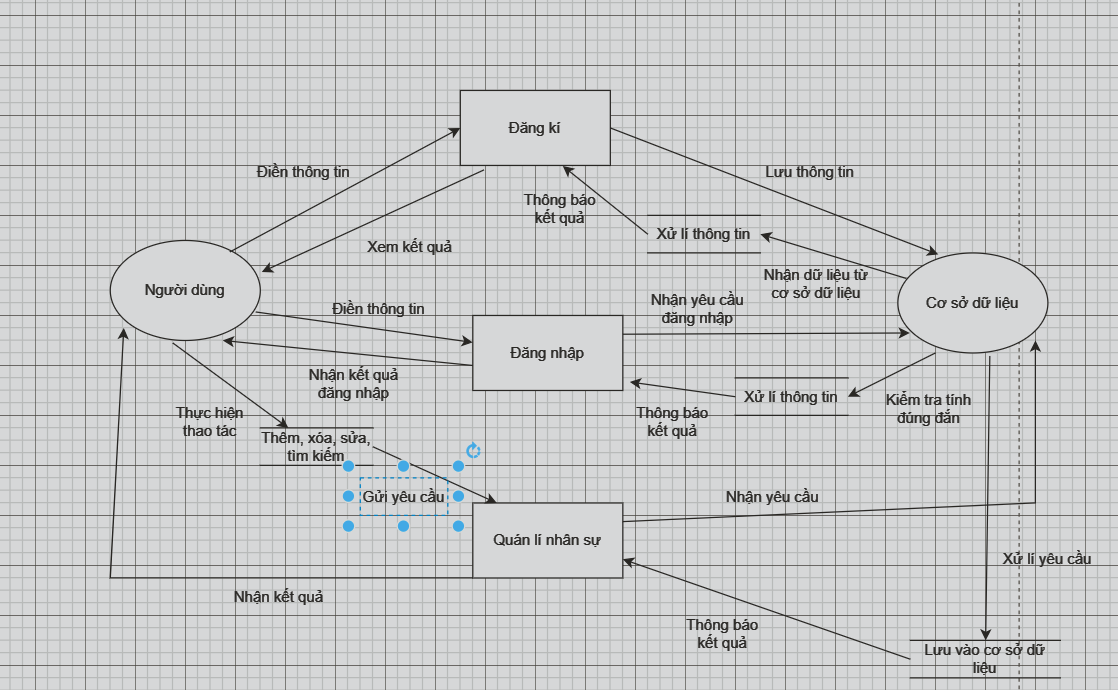 Đăng kí
Điền thông tin
Lưu thông tin
Thông báo
kết quả
Xử lí thông tin
Xem kết quả
Nhận dữ liệu từ
cơ sở dữ liệu
Người dùng
Cơ sở dữ liệu
Nhận yêu cầu
đăng nhập
Điền thông tin
Đăng nhập
Nhận kết quả
đăng nhập
Xử lí thông tin
Kiểm tra tính
đúng đắn
Thực hiện
thao tác
Thông báo
kết quả
Thêm, xóa, sửa,
tìm kiếm
Gửi yêu cầu
Nhận yêu cầu
Quản lí nhân sự
Xử lí yêu cầu
Nhận kết quả
Thông báo
kết quả
Lưu vào cơ sở dữ
liệu